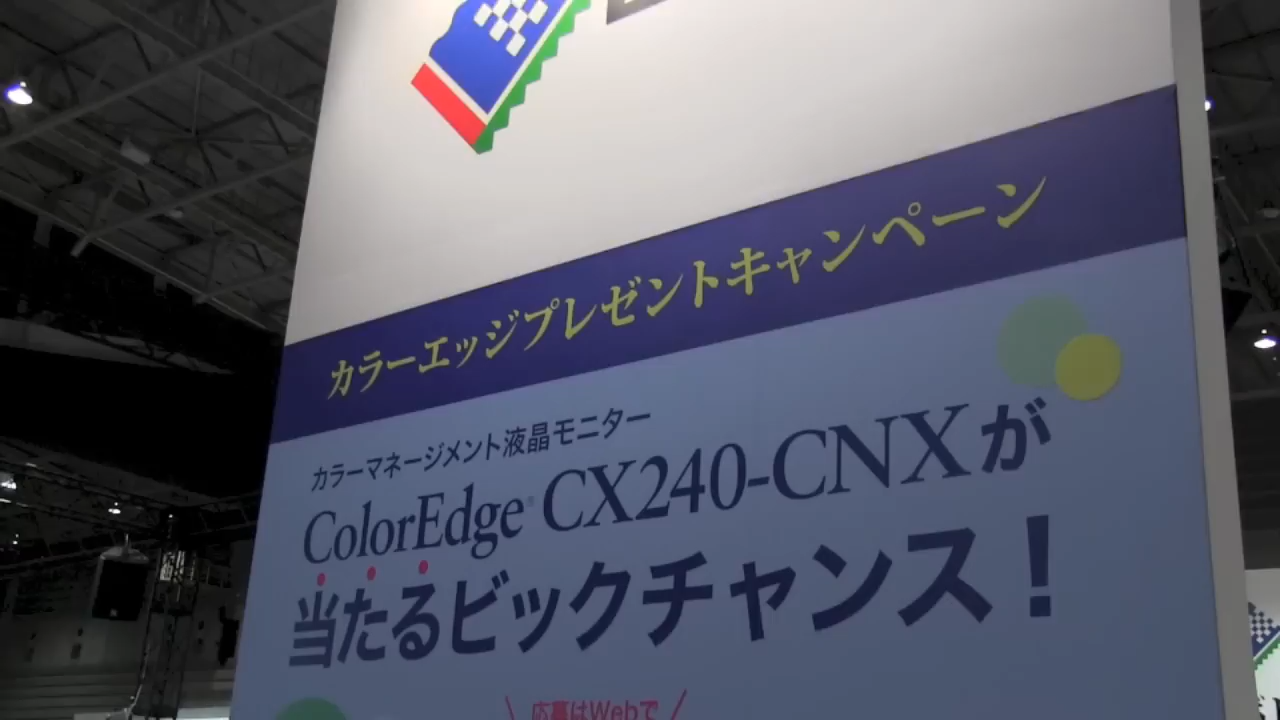 カラーエッジプレゼントキャンペーン
カラーマネージメント液晶モニター
ColorEdge® CX240-CNXが
当たるビックチャンス！
応募はWebで